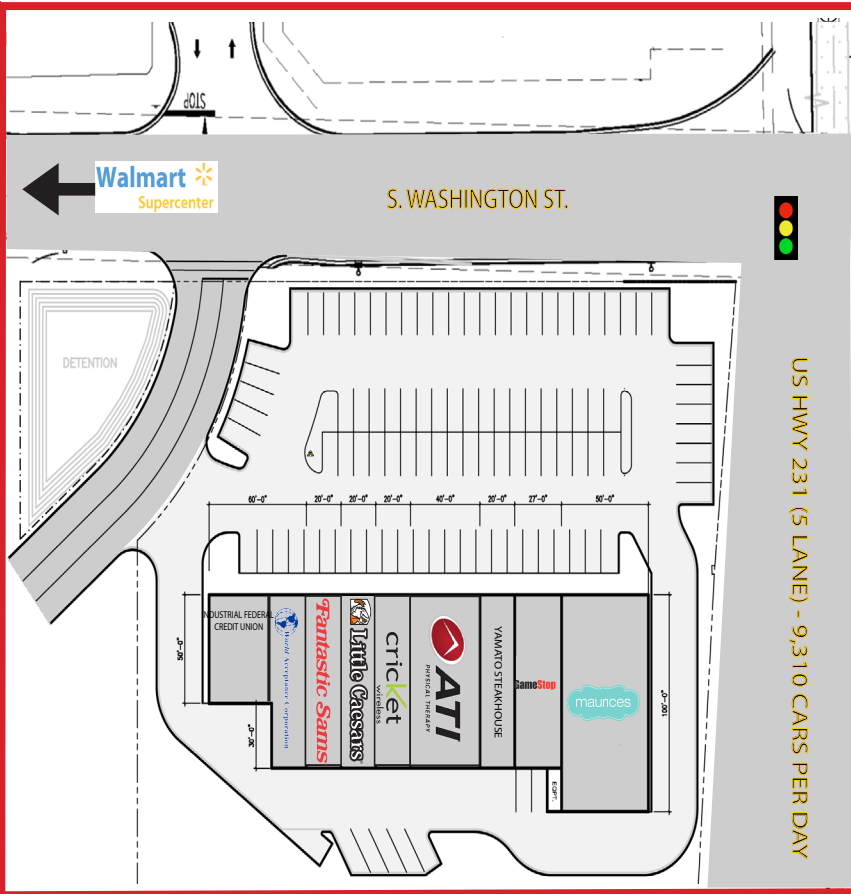 STOP
Walmart
Supercenter
S. WASHINGTON ST.
US HWY 231 (5 LANE) - 9,310 CARS PER DAY
DETENTION
60'-0"
20'-0"
20'-0"
20'-0"
40'-0"
20'-0"
27'-0"
50'-0"
50'-0"
30'-0"
100'-0"
INDUSTRIAL FEDERAL
CREDIT UNION
World Acceptance Corporation
Fantastic Sams
Little Caesars
cricket
wireless
ATI
PHYSICAL THERAPY
YAMATO STEAKHOUSE
GameStop
maurices
EQPT.